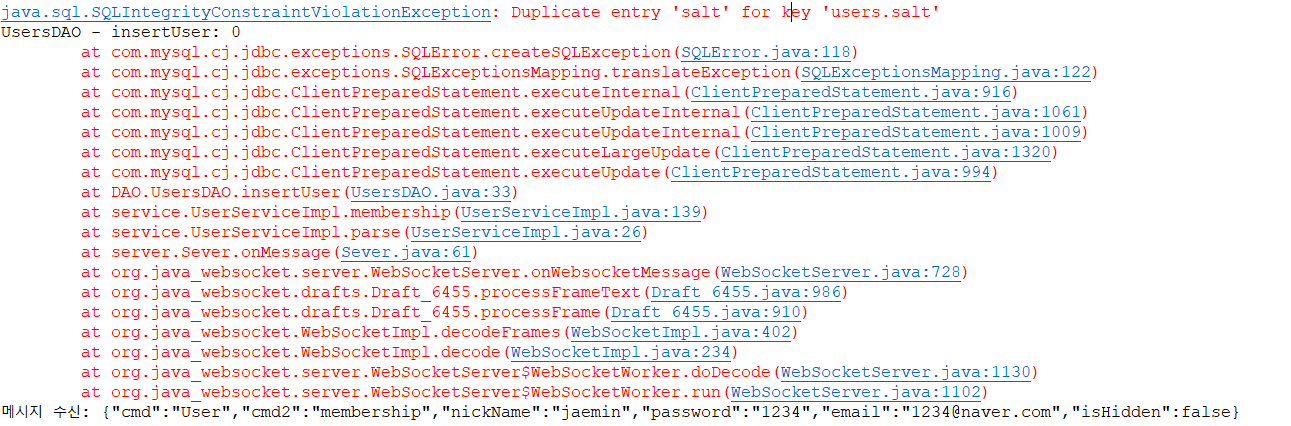 java.sql.SQLIntegrityConstraintViolationException: Duplicate entry 'salt' for key 'users.salt'
UsersDAO - insertUser: 0
at com.mysql.cj.jdbc.exceptions.SQLError.createSQLException(SQLError.java:118)
at com.mysql.cj.jdbc.exceptions.SQLExceptionsMapping.translateException(SQLExceptionsMapping.java:122)
at com.mysql.cj.jdbc.ClientPreparedStatement.executeInternal(ClientPreparedStatement.java:916)
at com.mysql.cj.jdbc.ClientPreparedStatement.executeUpdateInternal(ClientPreparedStatement.java:1061)
at com.mysql.cj.jdbc.ClientPreparedStatement.executeUpdateInternal(ClientPreparedStatement.java:1009)
at com.mysql.cj.jdbc.ClientPreparedStatement.executeLargeUpdate(ClientPreparedStatement.java:1320)
at com.mysql.cj.jdbc.ClientPreparedStatement.executeUpdate(ClientPreparedStatement.java:994)
at DAO.UsersDAO.insertUser(UsersDAO.java:33)
at service.UserServiceImpl.membership(UserServiceImpl.java:139)
at service.UserServiceImpl.parse(UserServiceImpl.java:26)
at server.Sever.onMessage(Sever.java:61)
at org.java_websocket.server.WebSocketServer.onWebsocketMessage(WebSocketServer.java:728)
at org.java_websocket.drafts.Draft_6455.processFrameText(Draft_6455.java:986)
at org.java_websocket.drafts.Draft_6455.processFrame(Draft_6455.java:910)
at org.java_websocket.WebSocketImpl.decodeFrames(WebSocketImpl.java:402)
at org.java_websocket.WebSocketImpl.decode(WebSocketImpl.java:234)
at org.java_websocket.server.WebSocketServer$WebSocketWorker.doDecode(WebSocketServer.java:1130)
at org.java_websocket.server.WebSocketServer$WebSocketWorker.run(WebSocketServer.java:1102)
메시지 수신: {"cmd":"User","cmd2":"membership","nickName":"jaemin","password":"1234","email":"1234@naver.com","isHidden":false}